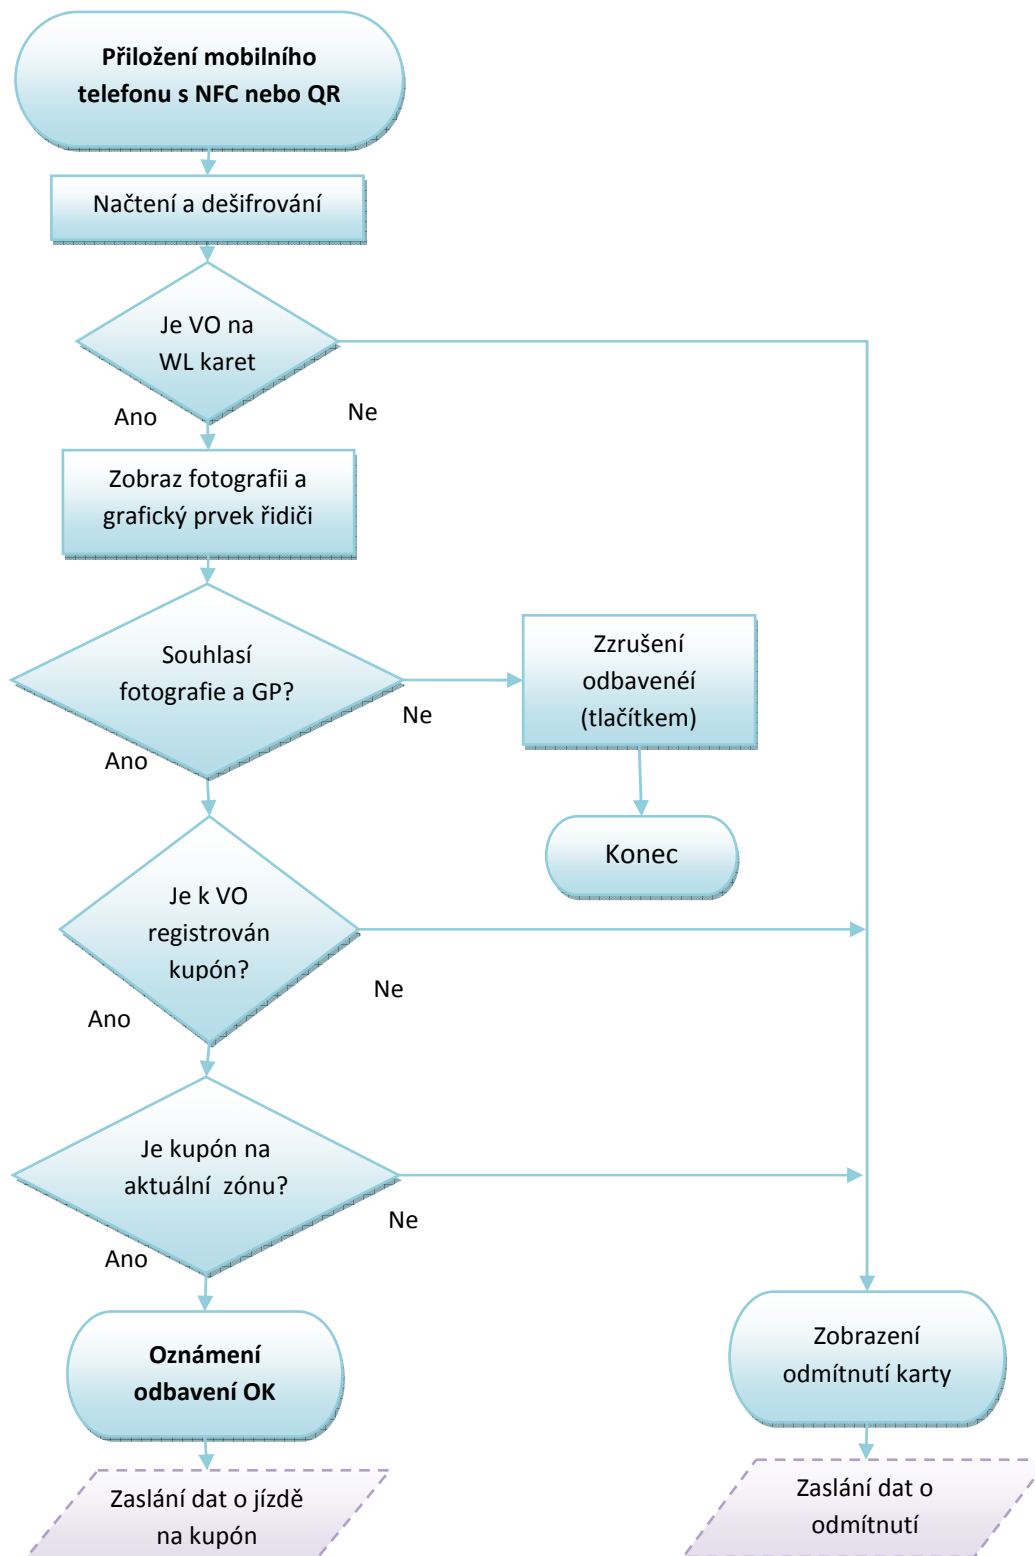 Přiložení mobilního
telefonu s NFC nebo QR
Načtení a dešifrování
Je VO na
WL karet
Ano
Ne
Zobraz fotografii a
grafický prvek řidiči
Souhlasí
fotografie a GP?
Ne
Ano
Zzrušení
odbavenéí
(tlačítkem)
Konec
Je k VO
registrován
kupón?
Ne
Ano
Je kupón na
aktuální  zónu?
Ne
Ano
Oznámení
odbavení OK
Zobrazení
odmítnutí karty
Zaslání dat o jízdě
na kupón
Zaslání dat o
odmítnutí